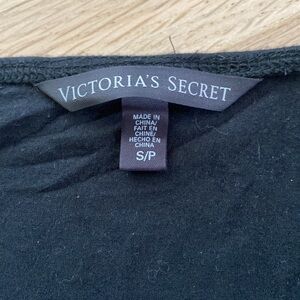 VICTORIA'S SECRET
MADE IN
CHINA/
FAIT EN
CHINE/
HECHO EN
CHINA
S/P